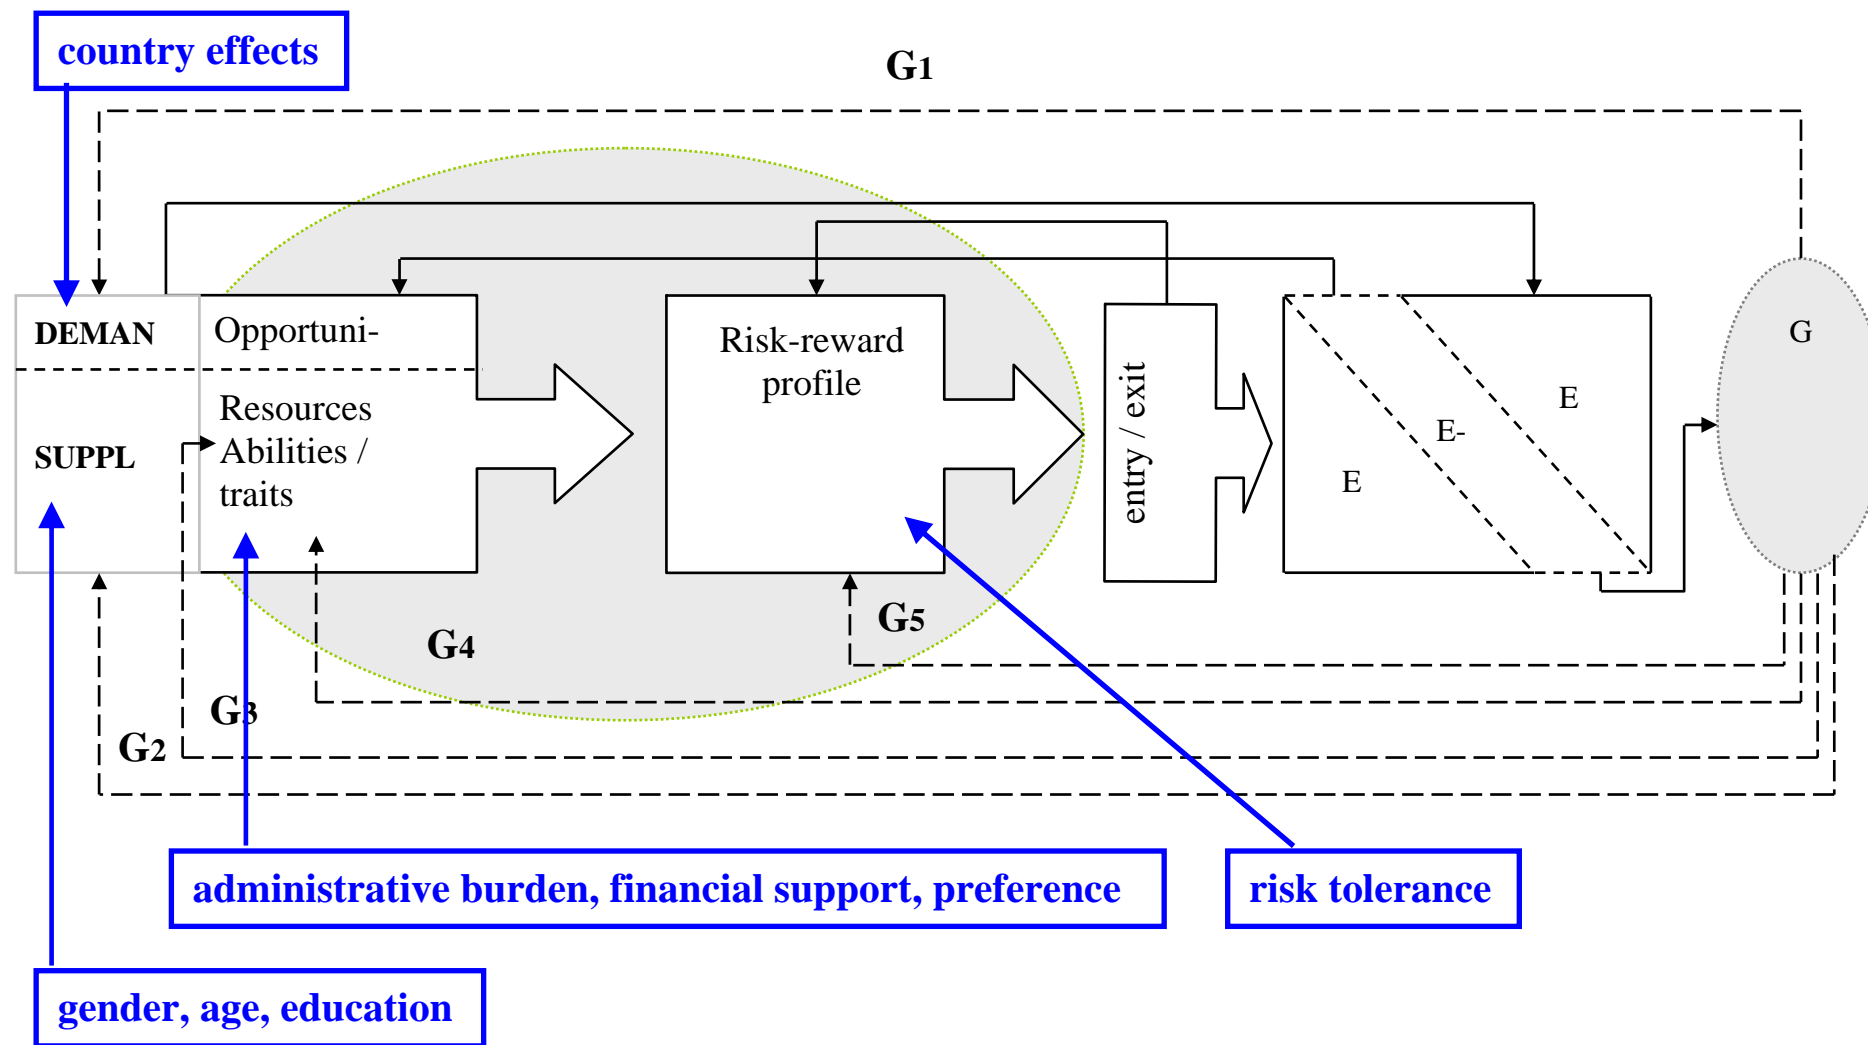 country effects
G1
DEMAN
Opportuni-
Risk-reward
profile
G
Resources
Abilities /
traits
SUPPL
entry / exit
E
E-
E
G5
G4
G3
G2
administrative burden, financial support, preference
risk tolerance
gender, age, education